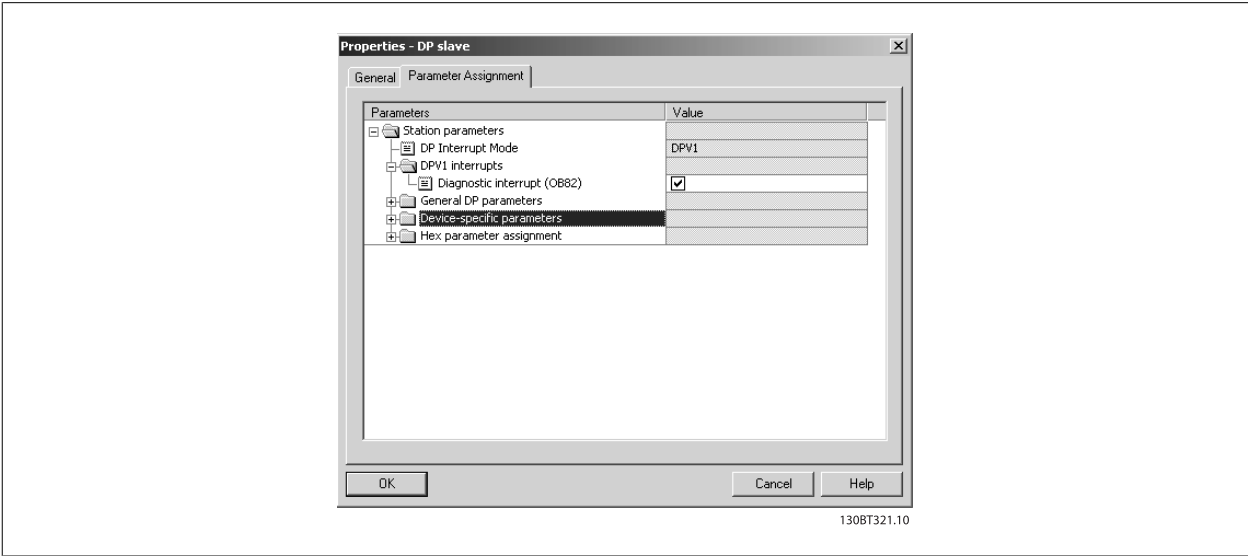 Properties - DP slave
General Parameter Assignment
Parameters Value
Station parameters
DP Interrupt Mode DPV1
DPV1 interrupts
Diagnostic interrupt (OB82)
General DP parameters
Device-specific parameters
Hex parameter assignment
OK Cancel Help
130BT321.10